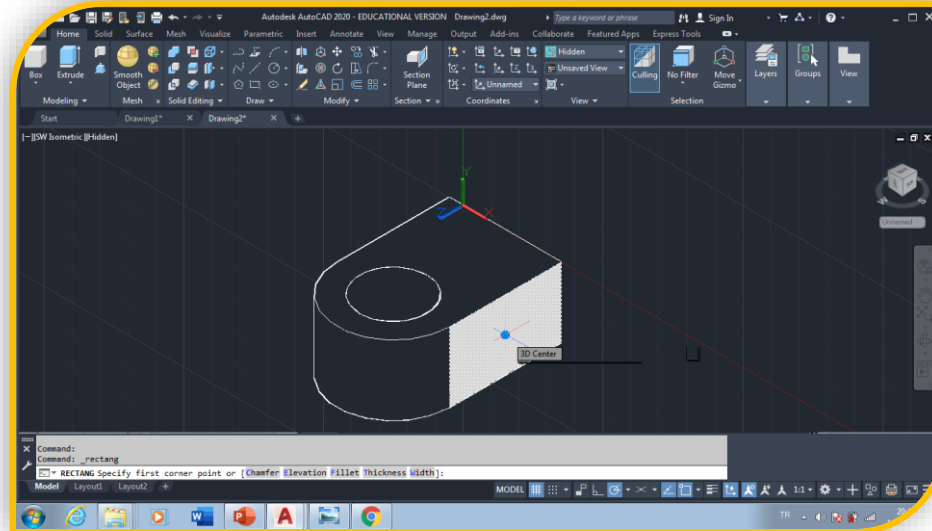 Autodesk AutoCAD 2020 - EDUCATIONAL VERSION Drawing2.dwg
Type a keyword or phrase
Sign In
Home Solid Surface Mesh Visualize Parametric Insert Annotate View Manage Output Add-ins Collaborate Featured Apps Express Tools
Hidden
Unsaved View
Unnamed
Box
Extrude
Smooth
Object
Section
Plane
Culling
No Filter
Move
Gizmo
Layers
Groups
View
Modeling Mesh Solid Editing Draw Modify Section Coordinates View Selection
Start Drawing1* Drawing2*
[−][SW Isometric][Hidden]
Y
X
Z
Unnamed
3D Center
Command:
Command: _rectang
RECTANG Specify first corner point or [Chamfer Elevation Fillet Thickness Width]:
Model Layout1 Layout2 +
MODEL
1:1
TR